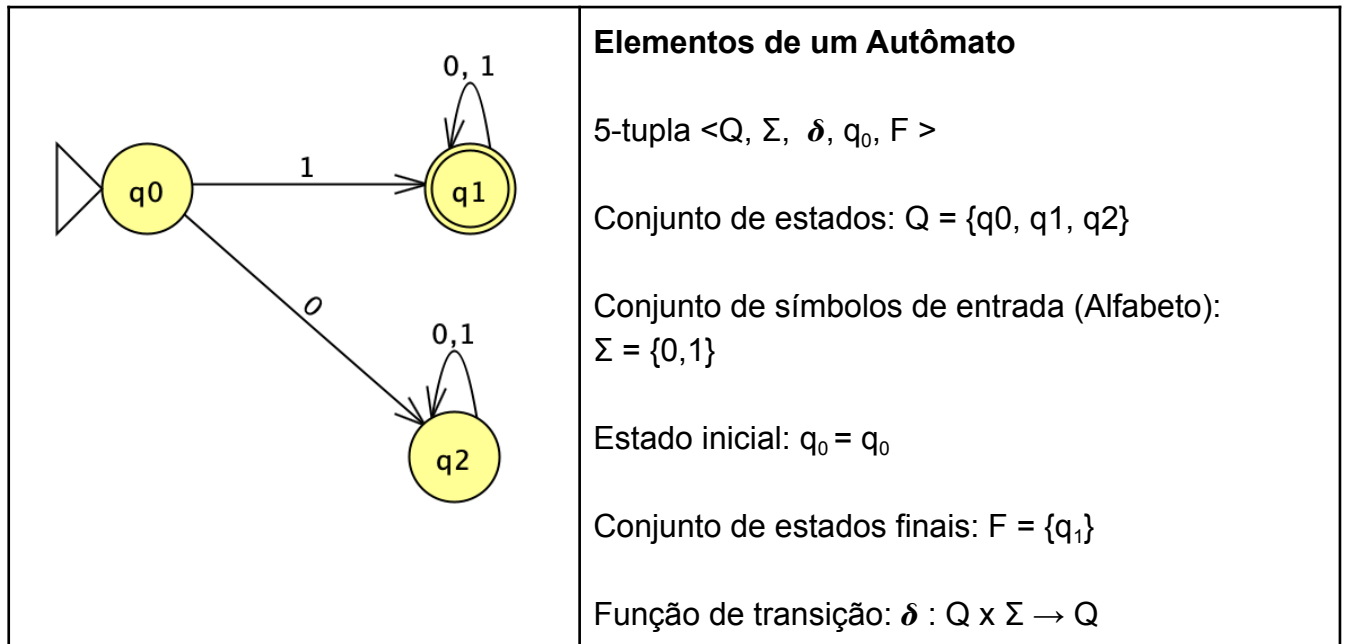 0, 1
q0
1
q1
0
0,1
q2
Elementos de um Autômato
5-tupla <Q, Σ, 𝜹, q₀, F >
Conjunto de estados: Q = {q0, q1, q2}
Conjunto de símbolos de entrada (Alfabeto):
Σ = {0,1}
Estado inicial: q₀ = q₀
Conjunto de estados finais: F = {q₁}
Função de transição: 𝜹 : Q x Σ → Q